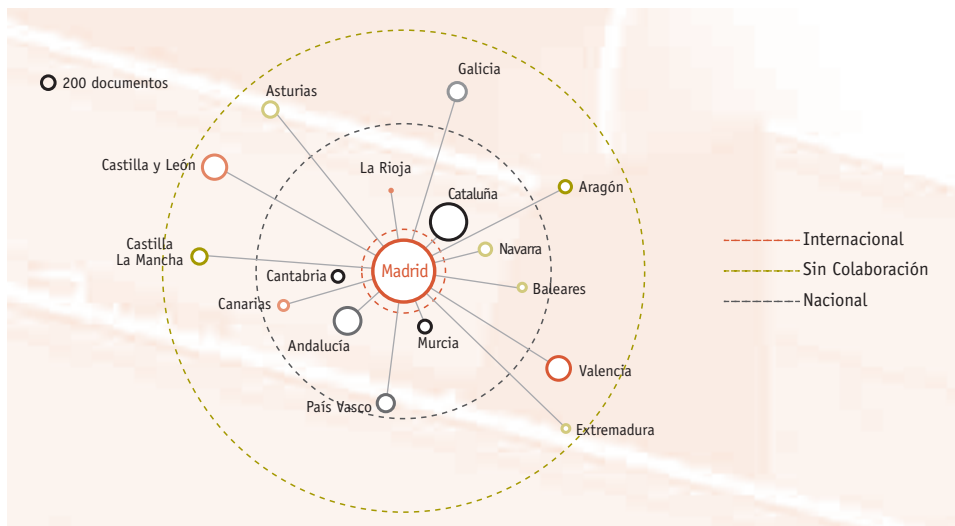 200 documentos
Galicia
Asturias
Castilla y León
La Rioja
Aragón
Cataluña
Castilla
La Mancha
Navarra
Internacional
Madrid
Cantabria
Sin Colaboración
Baleares
Canarias
Nacional
Andalucía
Murcia
Valencia
País Vasco
Extremadura